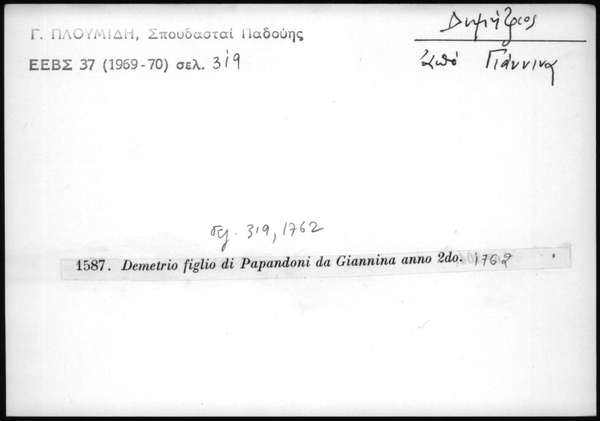 Γ. ΠΛΟΥΜΙΔΗ, Σπουδασταί Παδούης
ΕΕΒΣ 37 (1969-70) σελ. 319
Δημήτριος
ἀπό Γιάννινα
σελ. 319, 1762
1587. Demetrio figlio di Papandoni da Giannina anno 2do. 1762